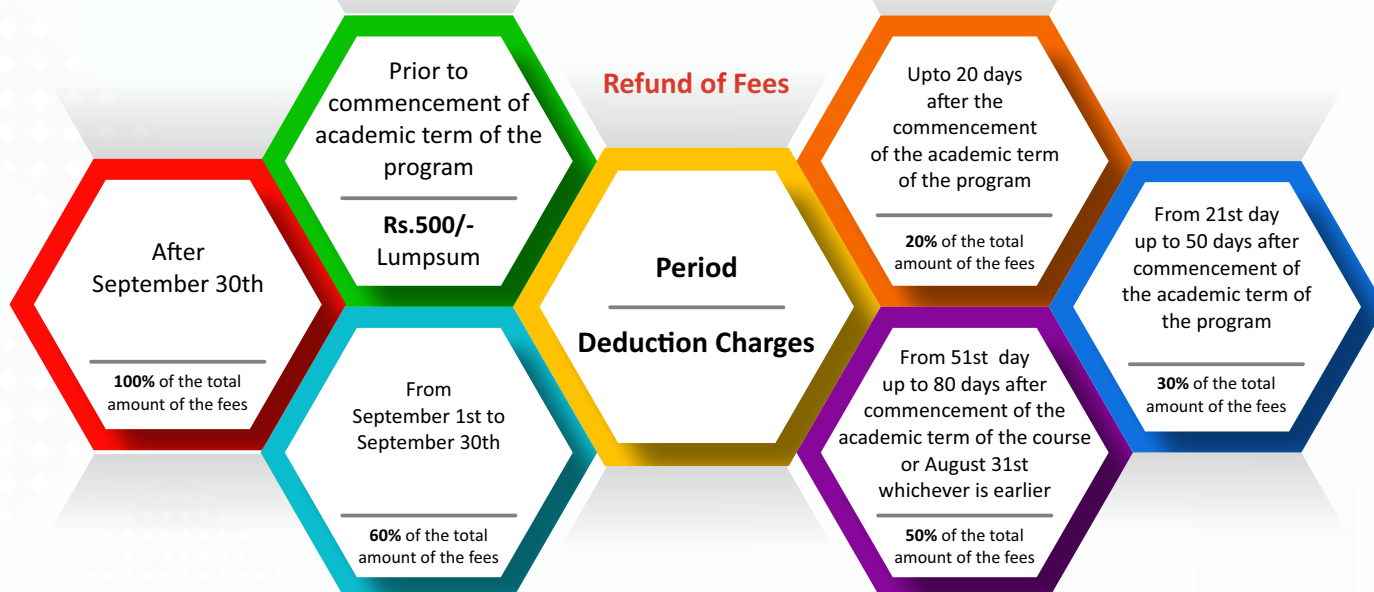 Refund of Fees
Period
Deduction Charges
Prior to
commencement of
academic term of the
program
Rs.500/-
Lumpsum
Upto 20 days
after the
commencement
of the academic term
of the program
20% of the total
amount of the fees
From 21st day
up to 50 days after
commencement of
the academic term of
the program
30% of the total
amount of the fees
From 51st day
up to 80 days after
commencement of the
academic term of the course
or August 31st
whichever is earlier
50% of the total
amount of the fees
From
September 1st to
September 30th
60% of the total
amount of the fees
After
September 30th
100% of the total
amount of the fees